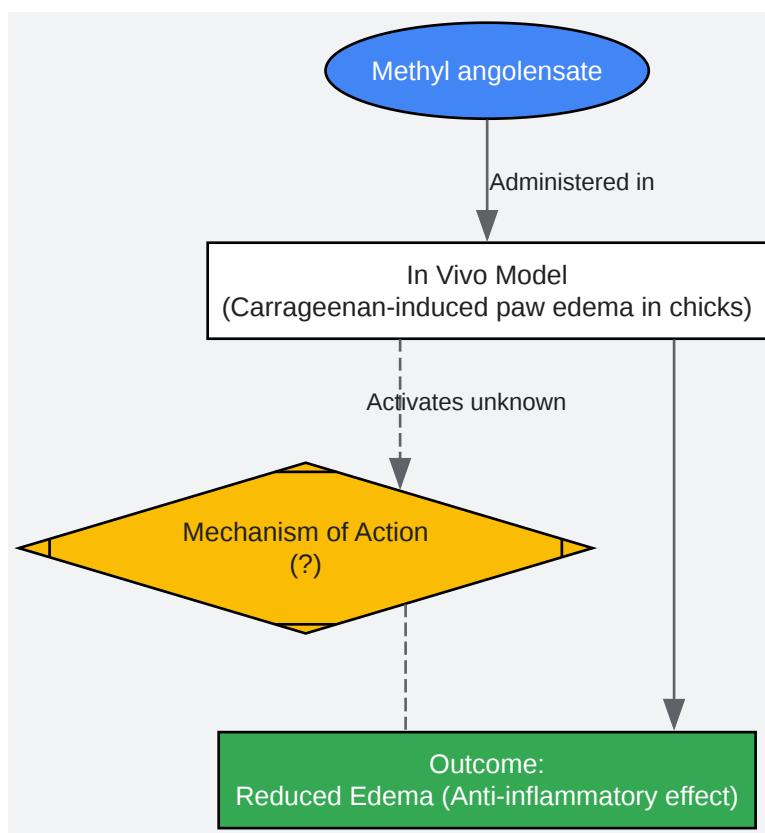 Methyl angolensate
Administered in
In Vivo Model
(Carrageenan-induced paw edema in chicks)
Activates unknown
Mechanism of Action
(?)
Outcome:
Reduced Edema (Anti-inflammatory effect)